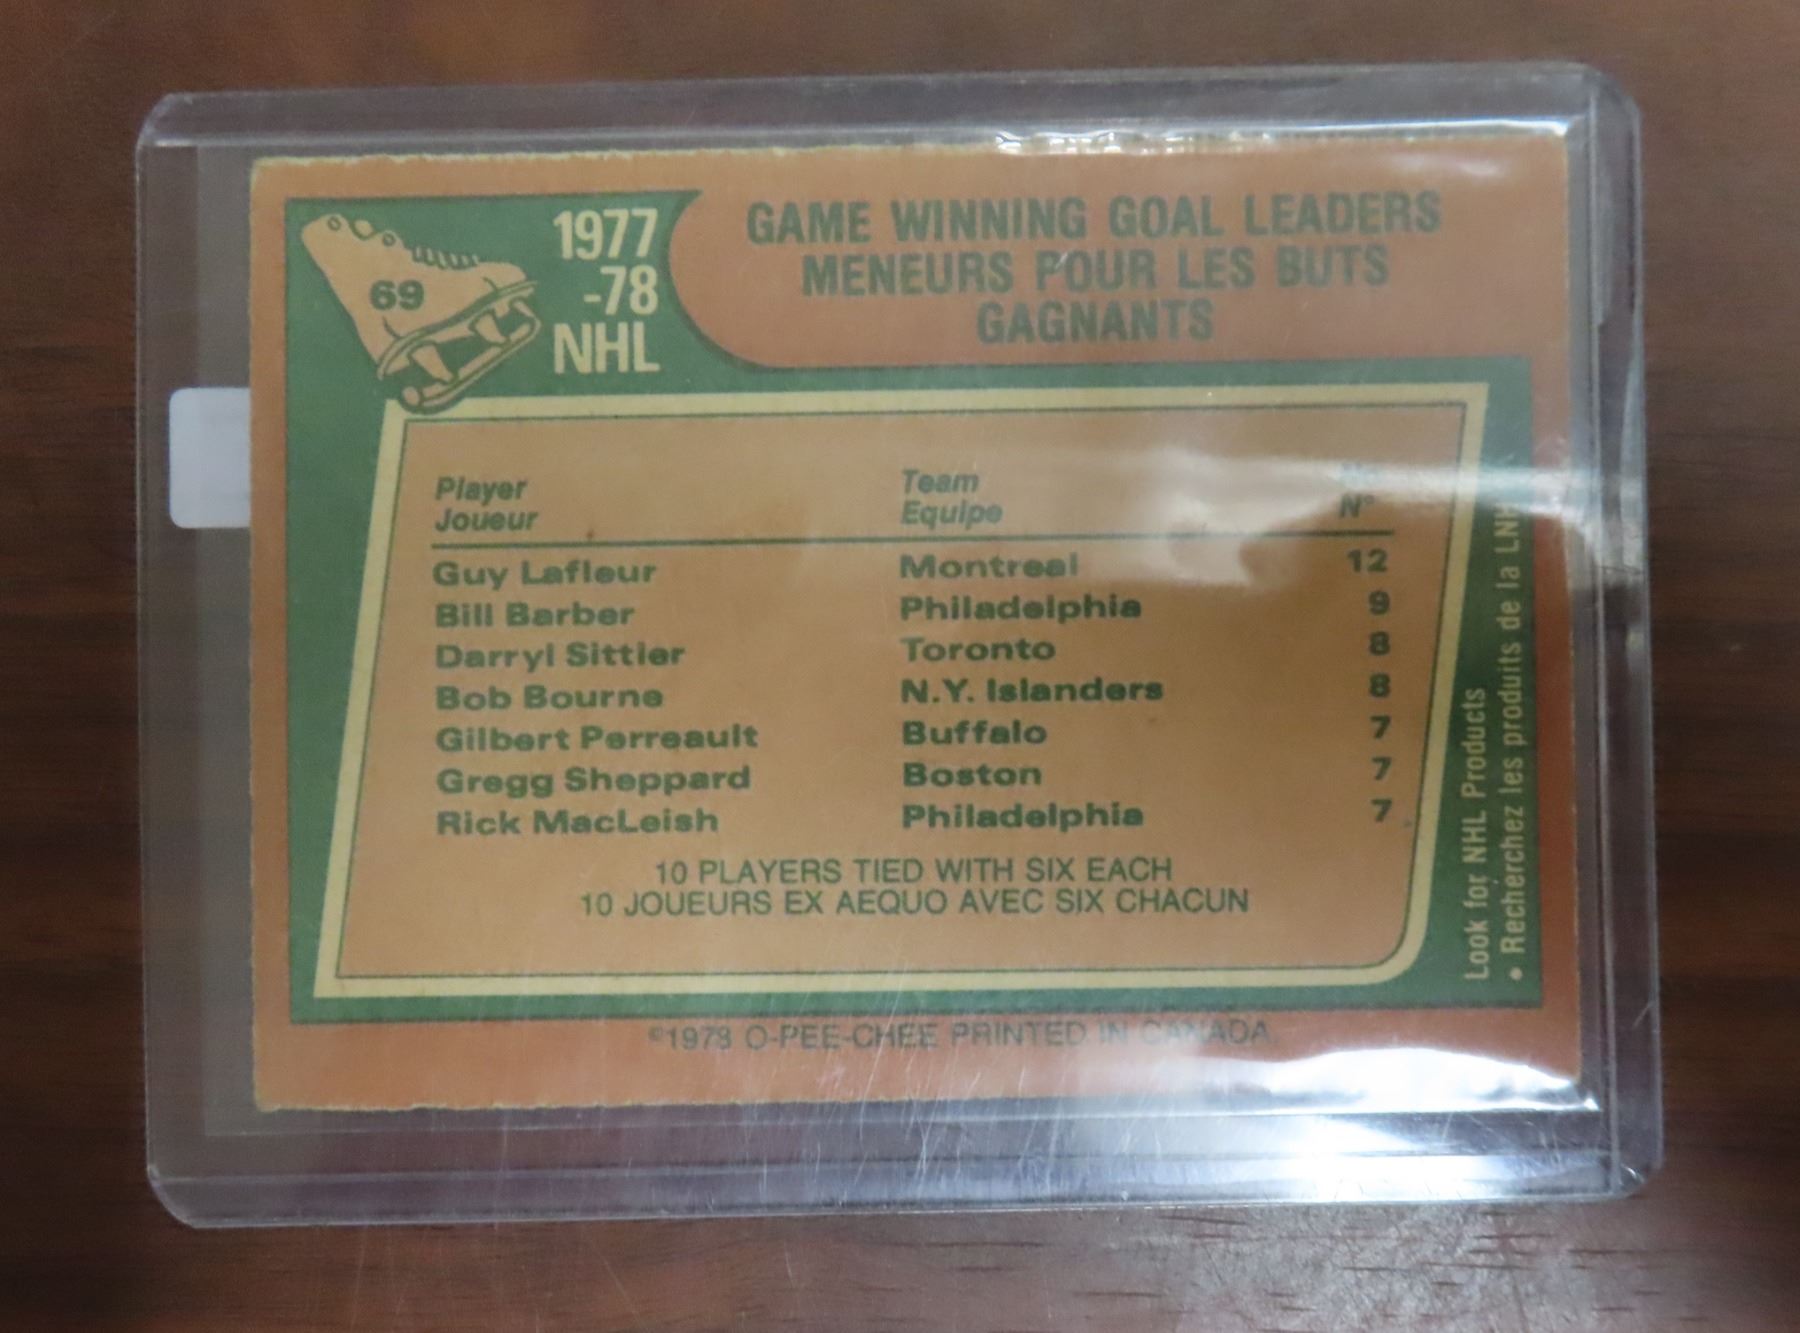 69
1977
-78
NHL
GAME WINNING GOAL LEADERS
MENEURS POUR LES BUTS
GAGNANTS
Player Team
Joueur Equipe N°
Guy Lafleur Montreal 12
Bill Barber Philadelphia 9
Darryl Sittler Toronto 8
Bob Bourne N.Y. Islanders 8
Gilbert Perreault Buffalo 7
Gregg Sheppard Boston 7
Rick MacLeish Philadelphia 7
10 PLAYERS TIED WITH SIX EACH
10 JOUEURS EX AEQUO AVEC SIX CHACUN
Look for NHL Products
• Recherchez les produits de la LNH
©1978 O-PEE-CHEE PRINTED IN CANADA